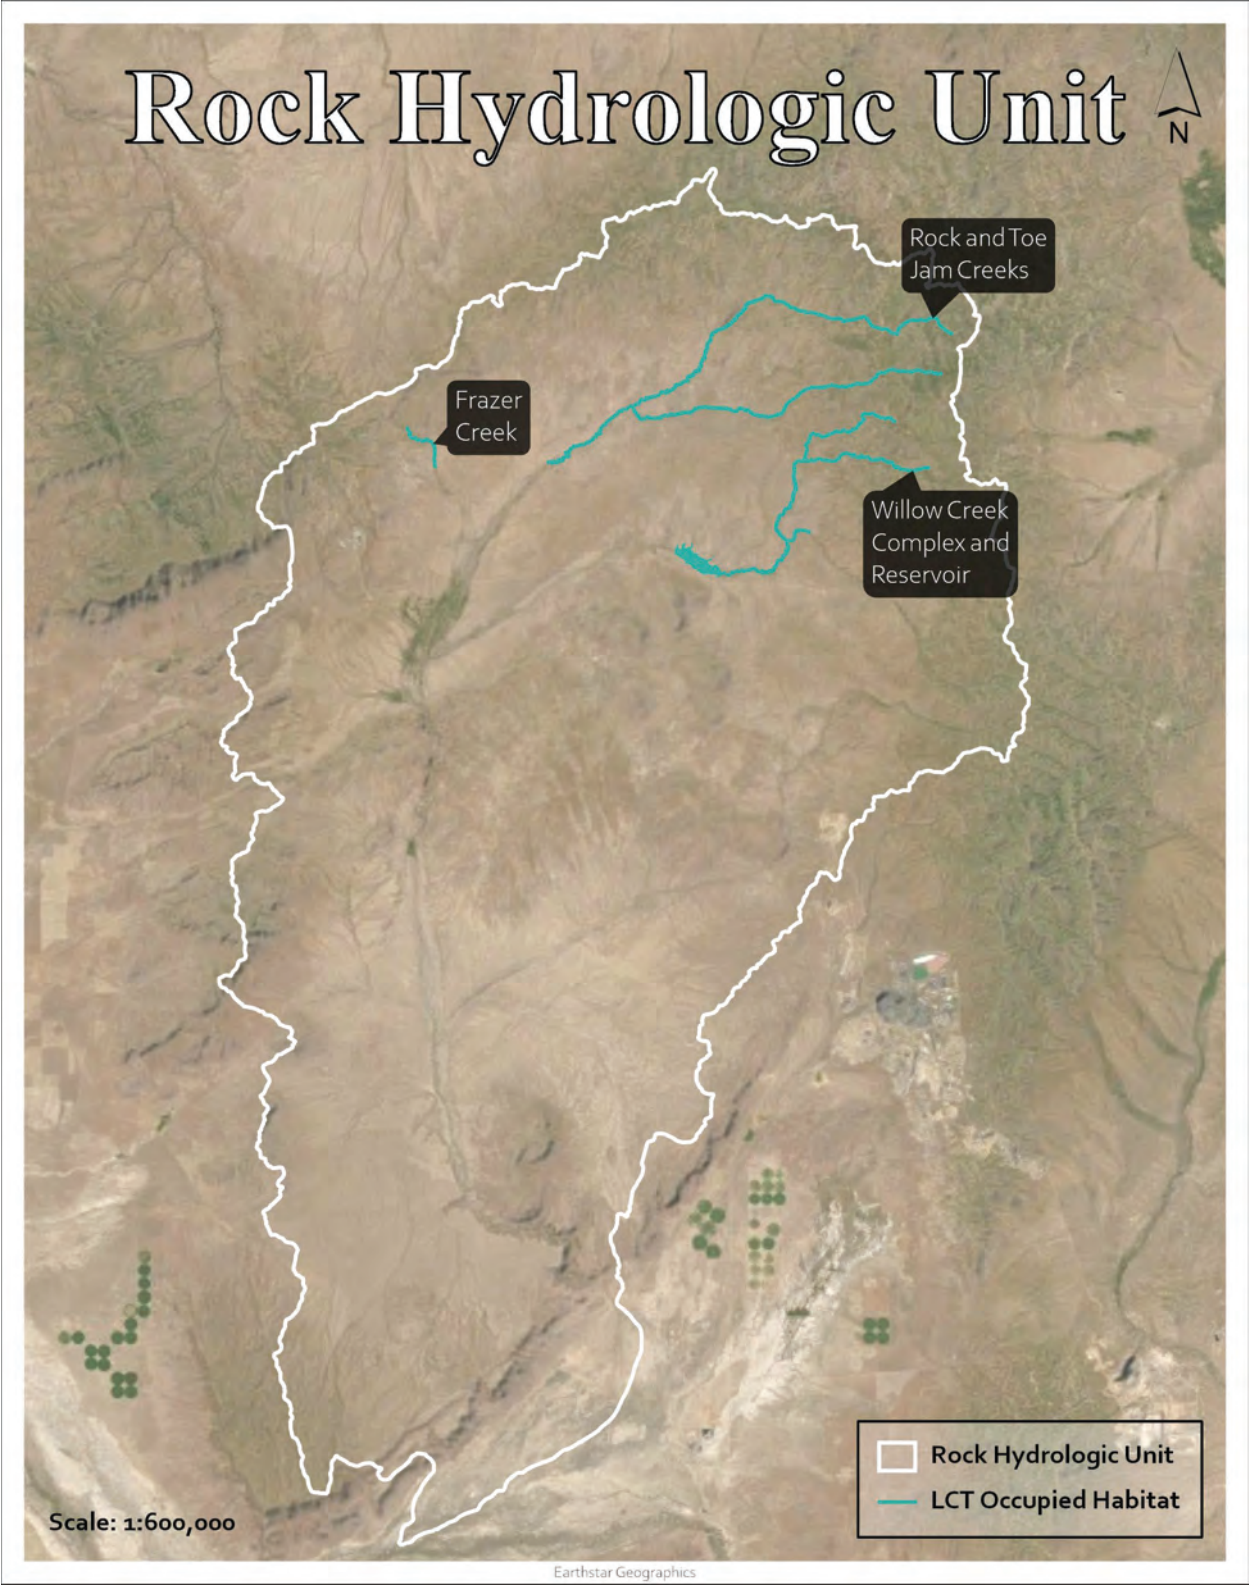 Rock Hydrologic Unit
N
Rock and Toe
Jam Creeks
Frazer
Creek
Willow Creek
Complex and
Reservoir
Rock Hydrologic Unit
LCT Occupied Habitat
Scale: 1:600,000
Earthstar Geographics